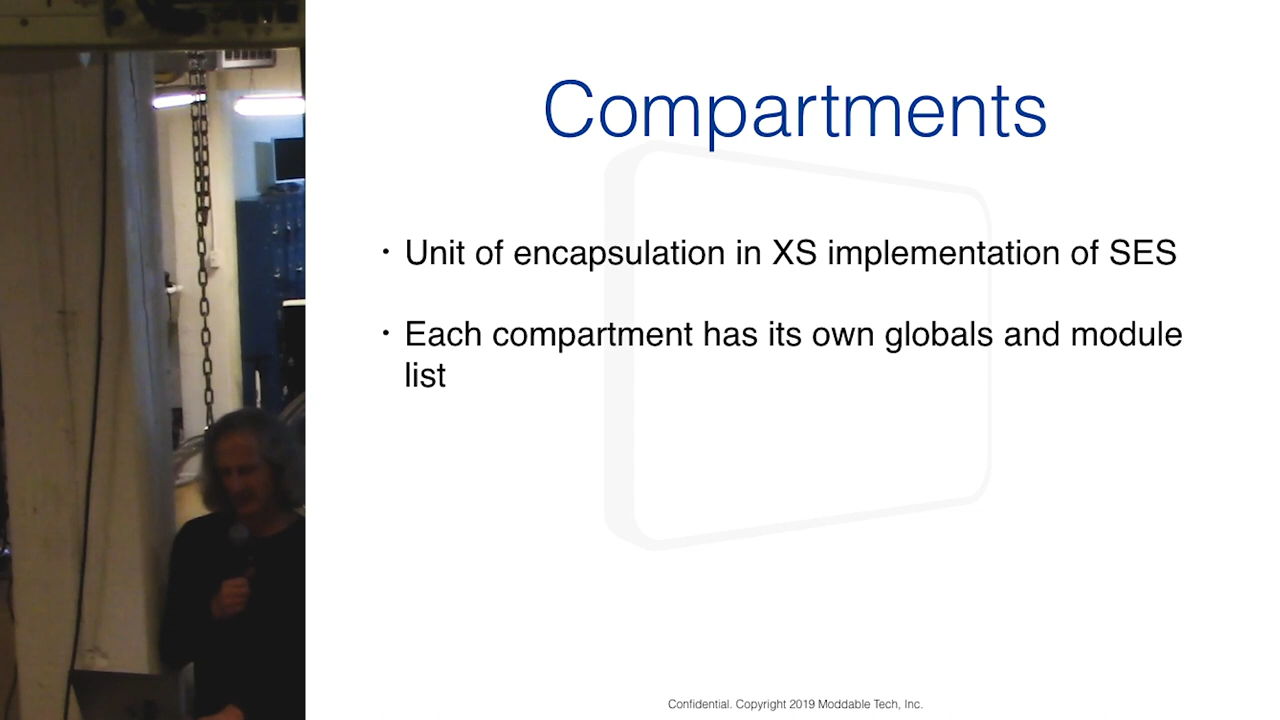 Compartments
• Unit of encapsulation in XS implementation of SES
• Each compartment has its own globals and module
list
Confidential. Copyright 2019 Moddable Tech, Inc.